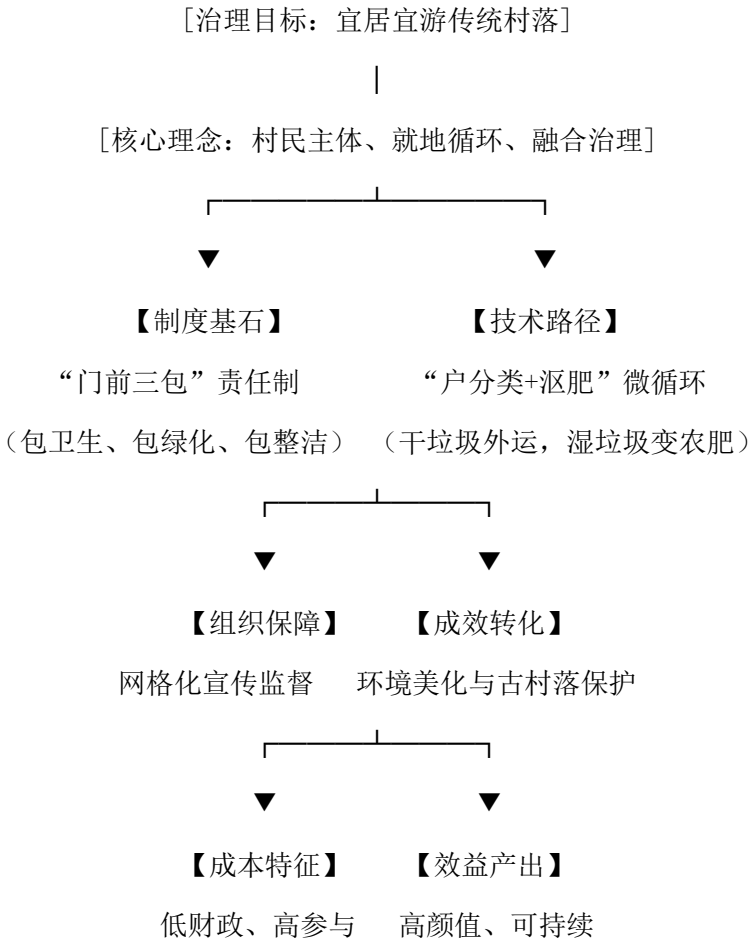 [治理目标：宜居宜游传统村落]
[核心理念：村民主体、就地循环、融合治理]
【制度基石】 【技术路径】
“门前三包”责任制 “户分类+沤肥”微循环
（包卫生、包绿化、包整洁） （干垃圾外运，湿垃圾变农肥）
【组织保障】 【成效转化】
网格化宣传监督 环境美化与古村落保护
【成本特征】 【效益产出】
低财政、高参与 高颜值、可持续